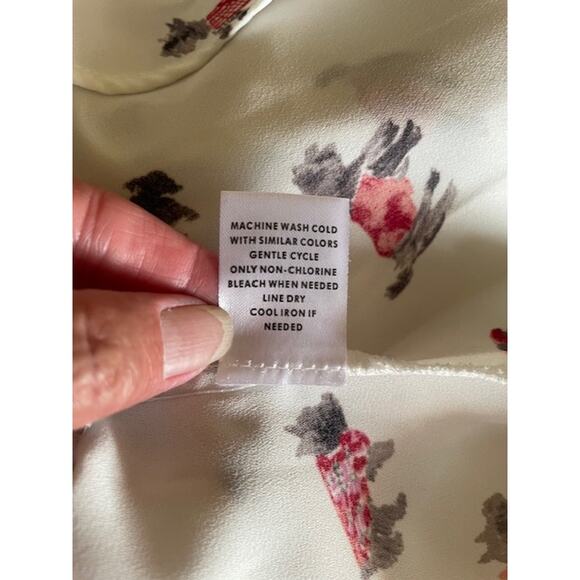 MACHINE WASH COLD
WITH SIMILAR COLORS
GENTLE CYCLE
ONLY NON-CHLORINE
BLEACH WHEN NEEDED
LINE DRY
COOL IRON IF
NEEDED